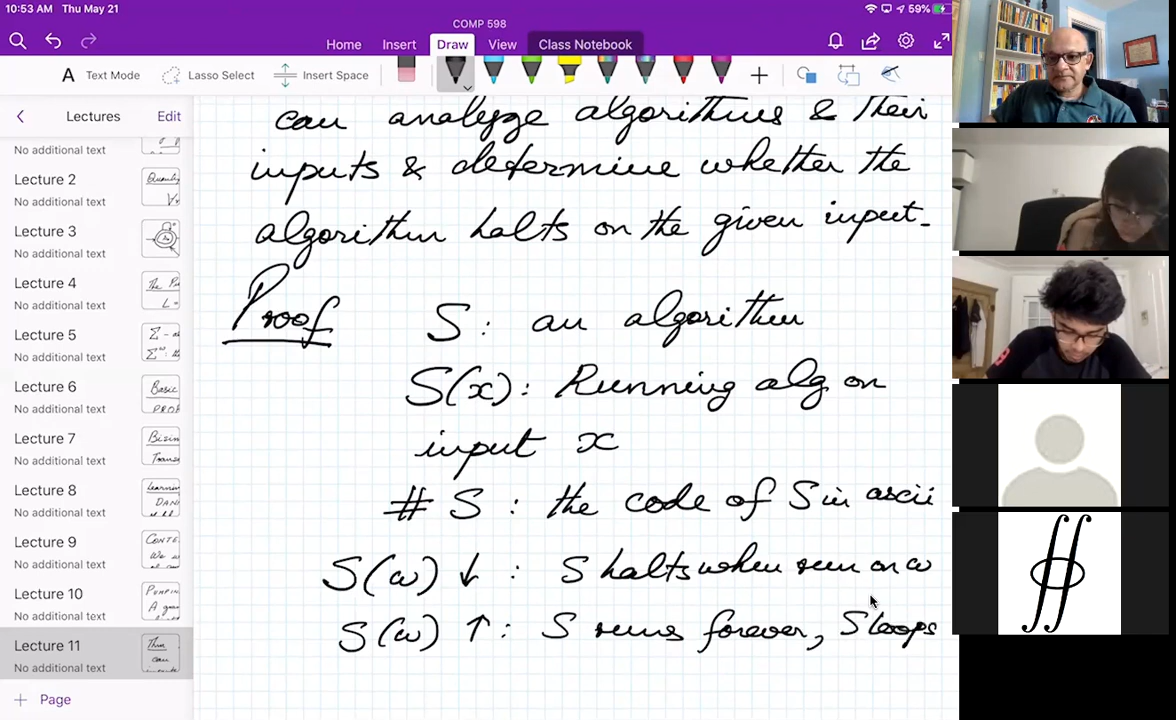 10:53 AM Thu May 21
59%
COMP 598
Home Insert Draw View Class Notebook
A Text Mode Lasso Select Insert Space
Lectures Edit
No additional text
Lecture 2
No additional text
Lecture 3
No additional text
Lecture 4
No additional text
Lecture 5
No additional text
Lecture 6
No additional text
Lecture 7
No additional text
Lecture 8
No additional text
Lecture 9
No additional text
Lecture 10
No additional text
Lecture 11
No additional text
+ Page
can analyze algorithms & their
inputs & determine whether the
algorithm halts on the given input.
Proof S: an algorithm
S(x): Running alg on
input x
# S : the code of S in ascii
S(w) ↓ : S halts when run on w
S(w) ↑ : S runs forever, S loops
∯